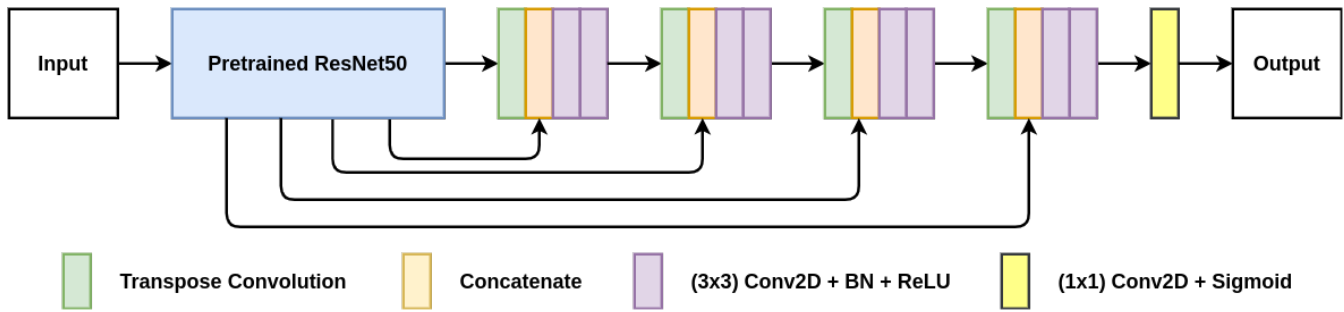 Input
Pretrained ResNet50
Output
Transpose Convolution
Concatenate
(3x3) Conv2D + BN + ReLU
(1x1) Conv2D + Sigmoid